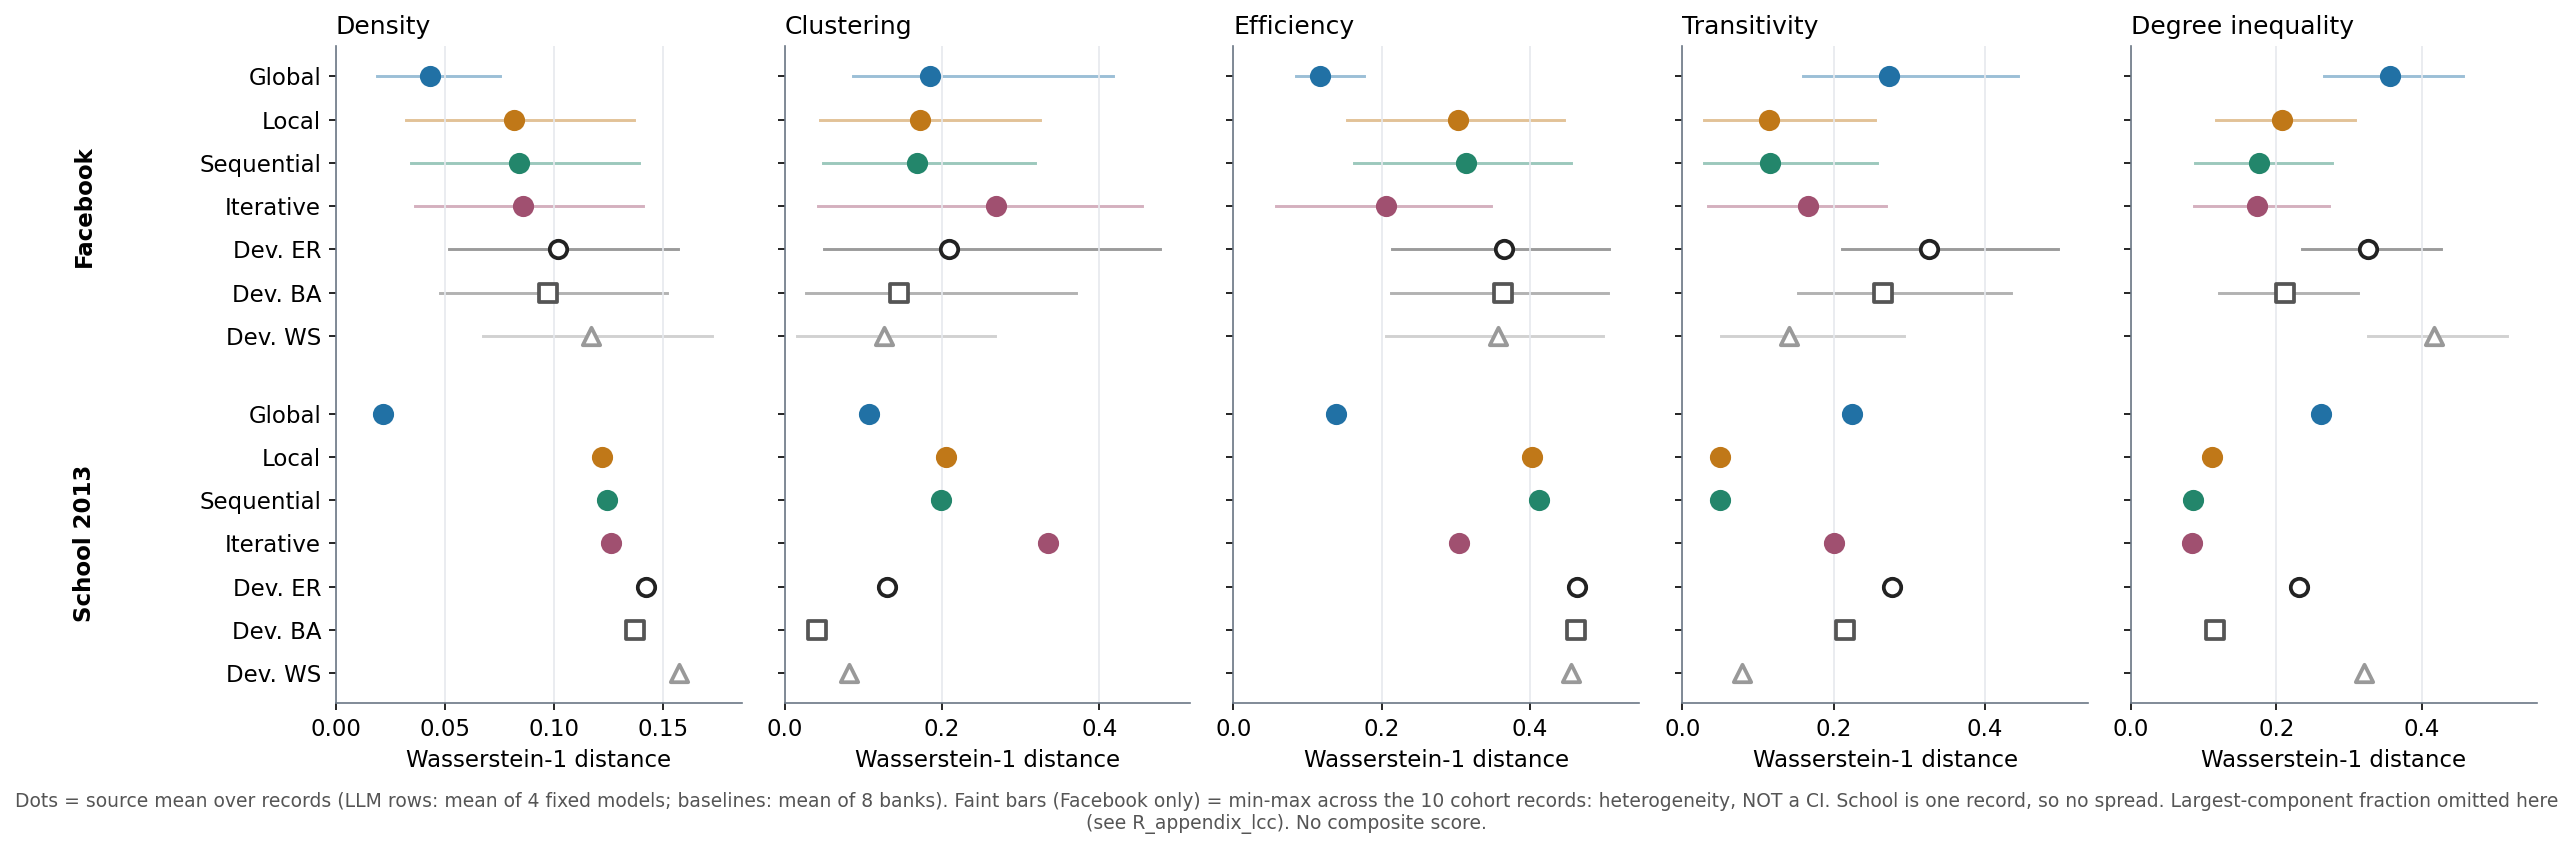 Density
Clustering
Efficiency
Transitivity
Degree inequality
Facebook
Global
Local
Sequential
Iterative
Dev. ER
Dev. BA
Dev. WS
School 2013
Global
Local
Sequential
Iterative
Dev. ER
Dev. BA
Dev. WS
0.00 0.05 0.10 0.15
0.0 0.2 0.4
0.0 0.2 0.4
0.0 0.2 0.4
0.0 0.2 0.4
Wasserstein-1 distance
Wasserstein-1 distance
Wasserstein-1 distance
Wasserstein-1 distance
Wasserstein-1 distance
Dots = source mean over records (LLM rows: mean of 4 fixed models; baselines: mean of 8 banks). Faint bars (Facebook only) = min-max across the 10 cohort records: heterogeneity, NOT a CI. School is one record, so no spread. Largest-component fraction omitted here
(see R_appendix_lcc). No composite score.